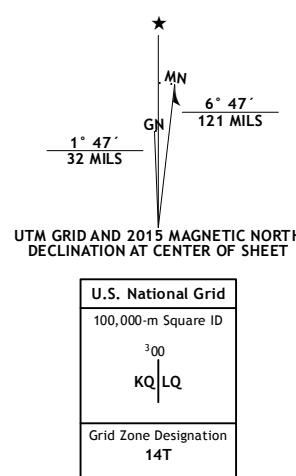 ★
MN
GN
6° 47´
121 MILS
1° 47´
32 MILS
UTM GRID AND 2015 MAGNETIC NORTH
DECLINATION AT CENTER OF SHEET
U.S. National Grid
100,000-m Square ID
300
KQ LQ
Grid Zone Designation
14T